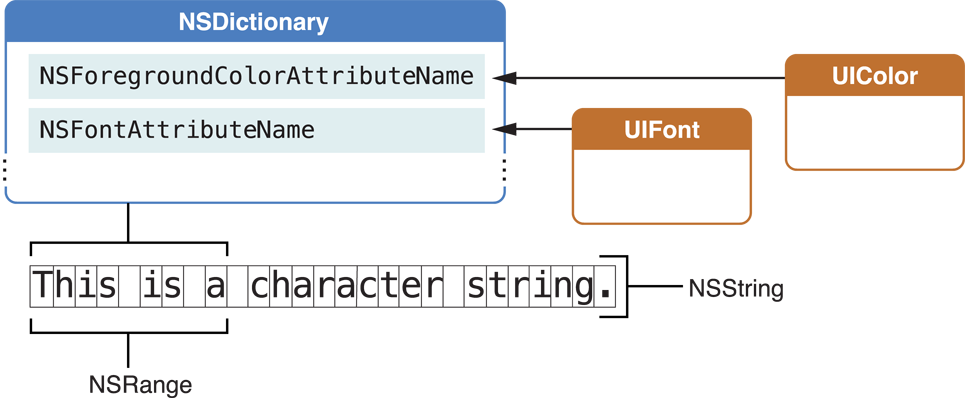 NSDictionary
NSForegroundColorAttributeName
UIColor
NSFontAttributeName
UIFont
This is a character string.
NSString
NSRange